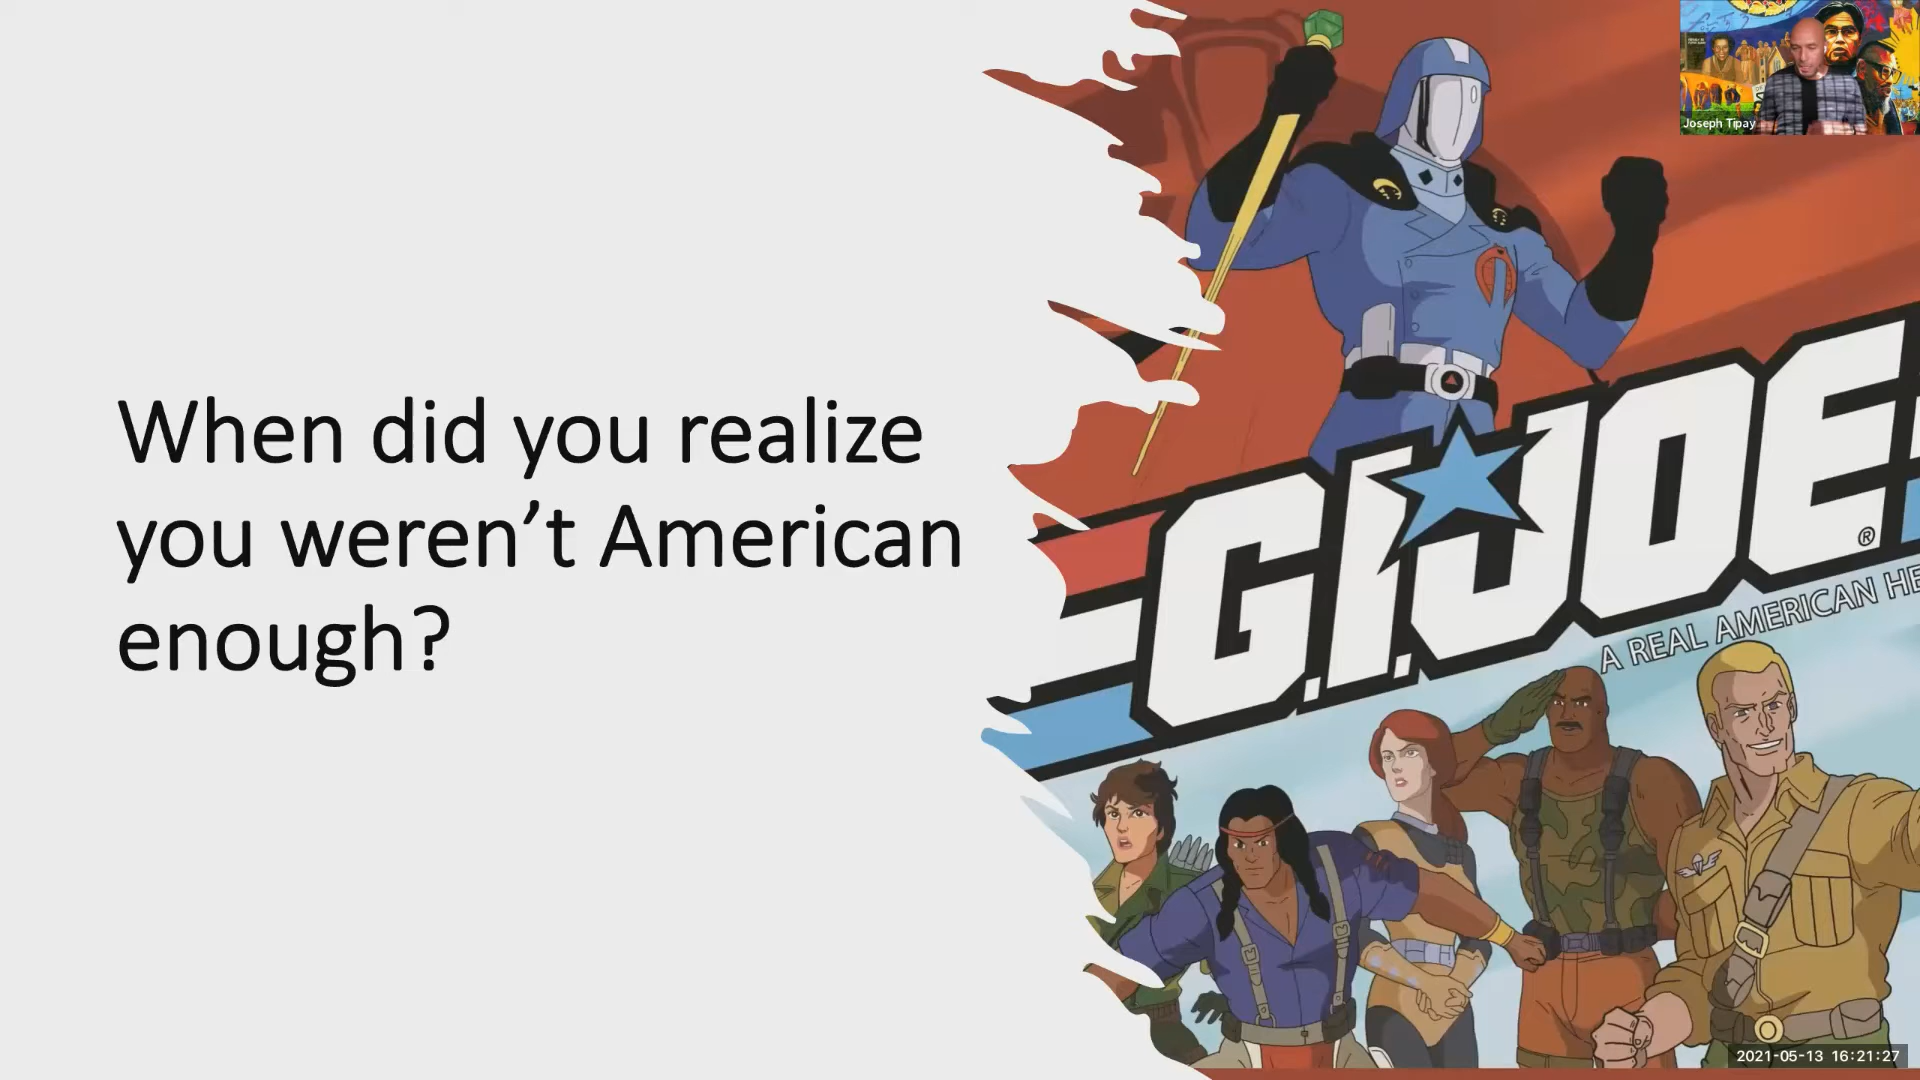 Joseph Tipay
When did you realize
you weren’t American
enough?
G.I.JOE
®
A REAL AMERICAN HE
2021-05-13 16:21:27